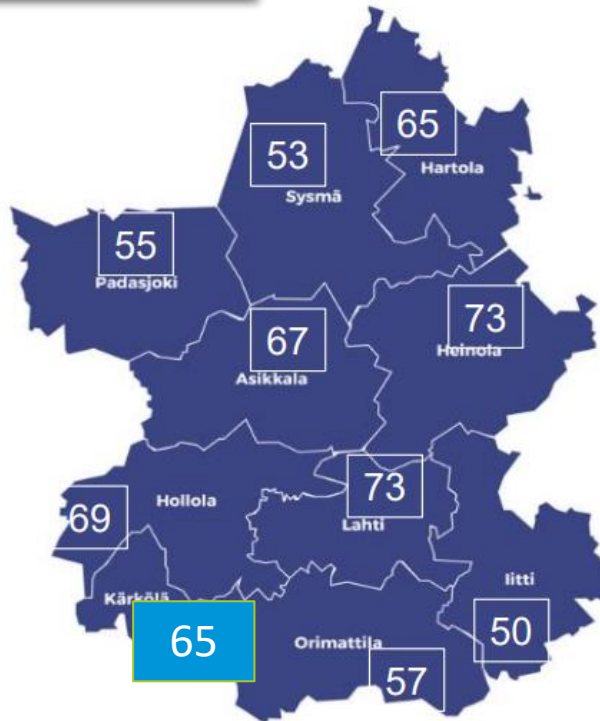 65
Hartola
53
Sysmä
55
Padasjoki
73
Heinola
67
Asikkala
69
Hollola
73
Lahti
Iitti
50
Kärkölä
65
Orimattila
57